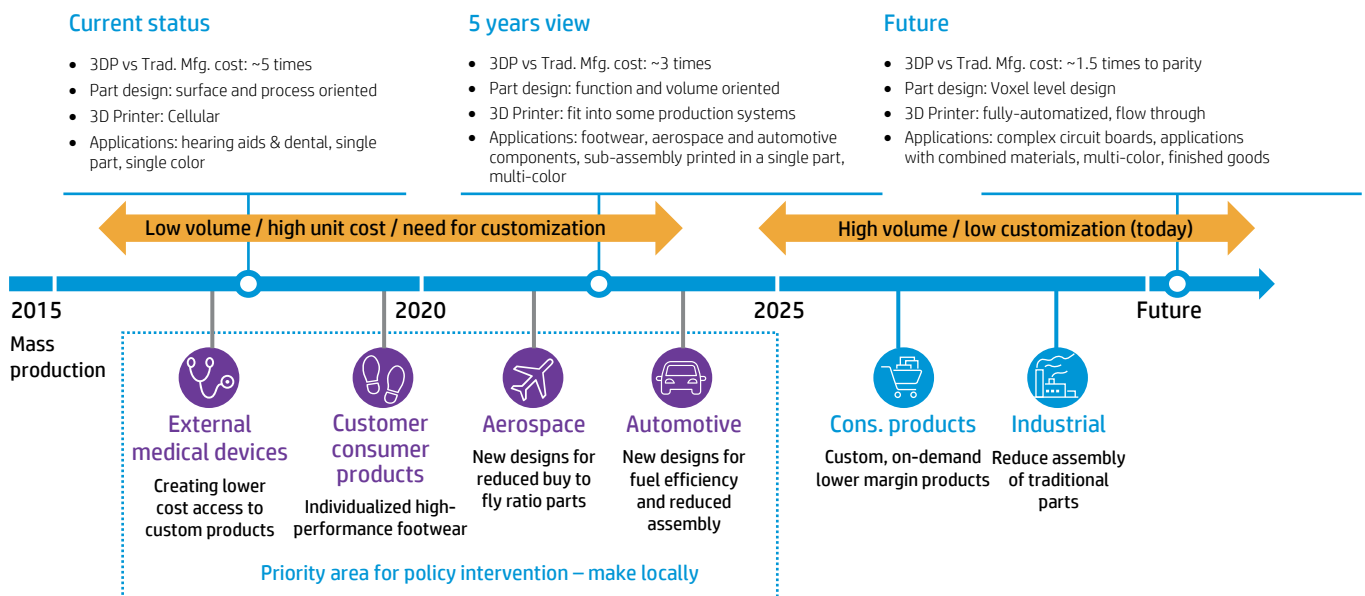 Current status
• 3DP vs Trad. Mfg. cost: ~5 times
• Part design: surface and process oriented
• 3D Printer: Cellular
• Applications: hearing aids & dental, single
part, single color
5 years view
• 3DP vs Trad. Mfg. cost: ~3 times
• Part design: function and volume oriented
• 3D Printer: fit into some production systems
• Applications: footwear, aerospace and automotive
components, sub-assembly printed in a single part,
multi-color
Future
• 3DP vs Trad. Mfg. cost: ~1.5 times to parity
• Part design: Voxel level design
• 3D Printer: fully-automatized, flow through
• Applications: complex circuit boards, applications
with combined materials, multi-color, finished goods
Low volume / high unit cost / need for customization
High volume / low customization (today)
2015
2020
2025
Future
Mass
production
External
medical devices
Creating lower
cost access to
custom products
Customer
consumer
products
Individualized high-
performance footwear
Aerospace
New designs for
reduced buy to
fly ratio parts
Automotive
New designs for
fuel efficiency
and reduced
assembly
Cons. products
Custom, on-demand
lower margin products
Industrial
Reduce assembly
of traditional
parts
Priority area for policy intervention – make locally